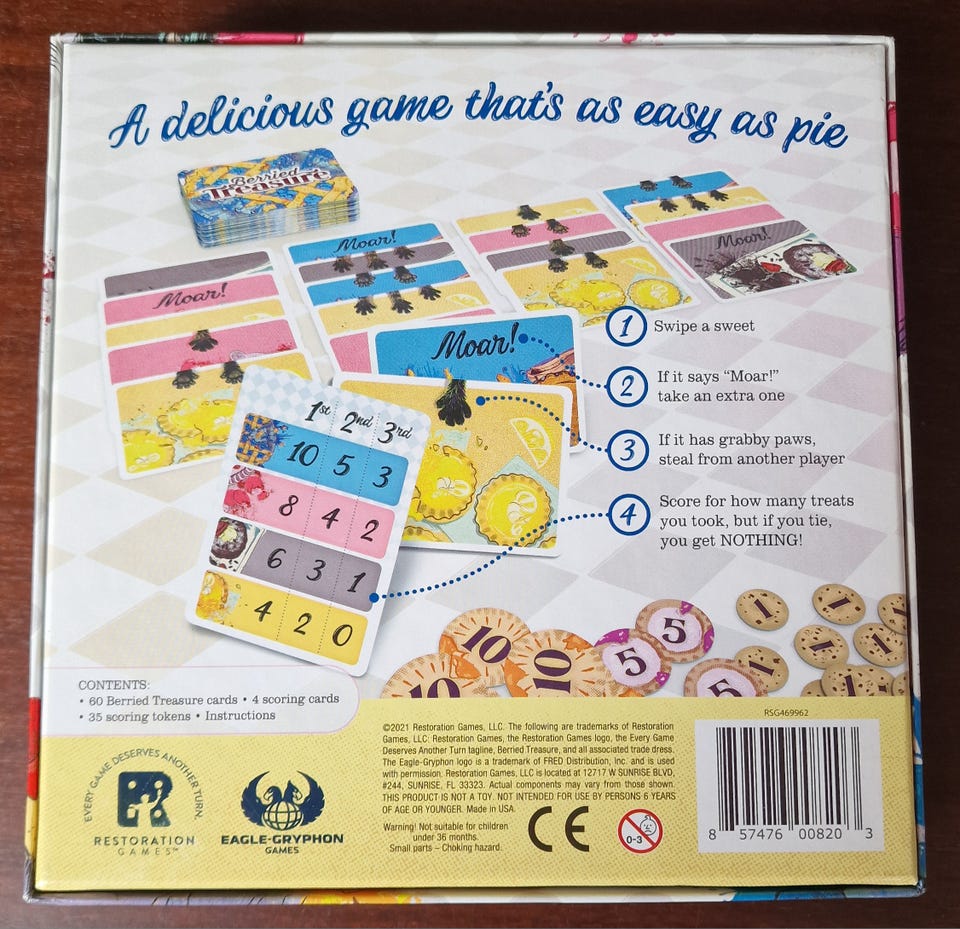 A delicious game that's as easy as pie
Berried
Treasure
Moar!
Moar!
Moar!
Moar!
1 Swipe a sweet
2 If it says “Moar!”
take an extra one
3 If it has grabby paws,
steal from another player
4 Score for how many treats
you took, but if you tie,
you get NOTHING!
1st 2nd 3rd
10 5 3
8 4 2
6 3 1
4 2 0
10
10
10
5
5
5
1
1
1
1
1
1
1
CONTENTS:
• 60 Berried Treasure cards • 4 scoring cards
• 35 scoring tokens • Instructions
EVERY GAME DESERVES ANOTHER TURN
R
RESTORATION
GAMES™
EAGLE-GRYPHON
GAMES
©2021 Restoration Games, LLC. The following are trademarks of Restoration
Games, LLC: Restoration Games, the Restoration Games logo, the Every Game
Deserves Another Turn tagline, Berried Treasure, and all associated trade dress.
The Eagle-Gryphon logo is a trademark of FRED Distribution, Inc. and is used
with permission. Restoration Games, LLC is located at 12717 W SUNRISE BLVD,
#244, SUNRISE, FL 33323. Actual components may vary from those shown.
THIS PRODUCT IS NOT A TOY. NOT INTENDED FOR USE BY PERSONS 6 YEARS
OF AGE OR YOUNGER. Made in USA.
Warning! Not suitable for children
under 36 months.
Small parts – Choking hazard.
CE
0-3
RSG469962
8 57476 00820 3